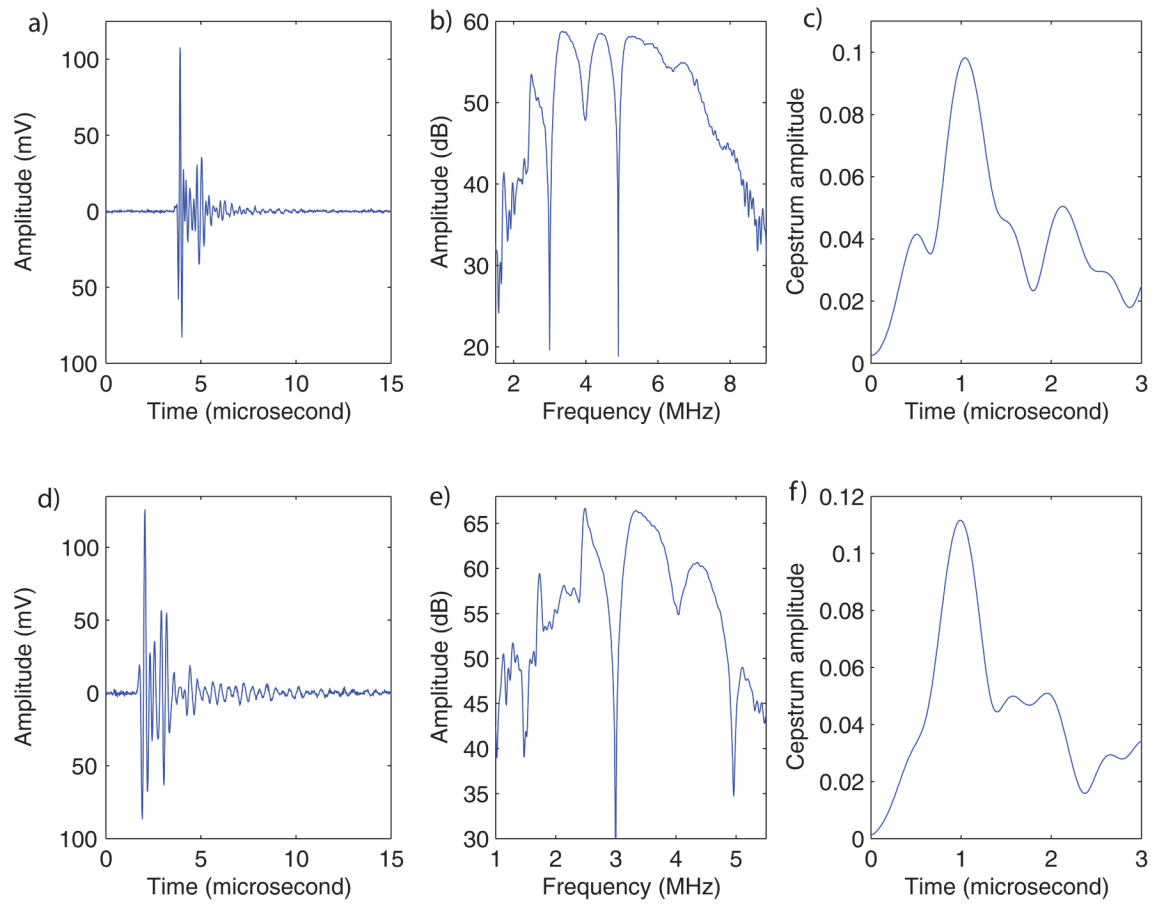 a)
100
50
0
50
100
Amplitude (mV)
0 5 10 15
Time (microsecond)
b)
60
50
40
30
20
Amplitude (dB)
2 4 6 8
Frequency (MHz)
c)
0.1
0.08
0.06
0.04
0.02
0
Cepstrum amplitude
0 1 2 3
Time (microsecond)
d)
100
50
0
50
100
Amplitude (mV)
0 5 10 15
Time (microsecond)
e)
65
60
55
50
45
40
35
30
Amplitude (dB)
1 2 3 4 5
Frequency (MHz)
f)
0.12
0.1
0.08
0.06
0.04
0.02
0
Cepstrum amplitude
0 1 2 3
Time (microsecond)